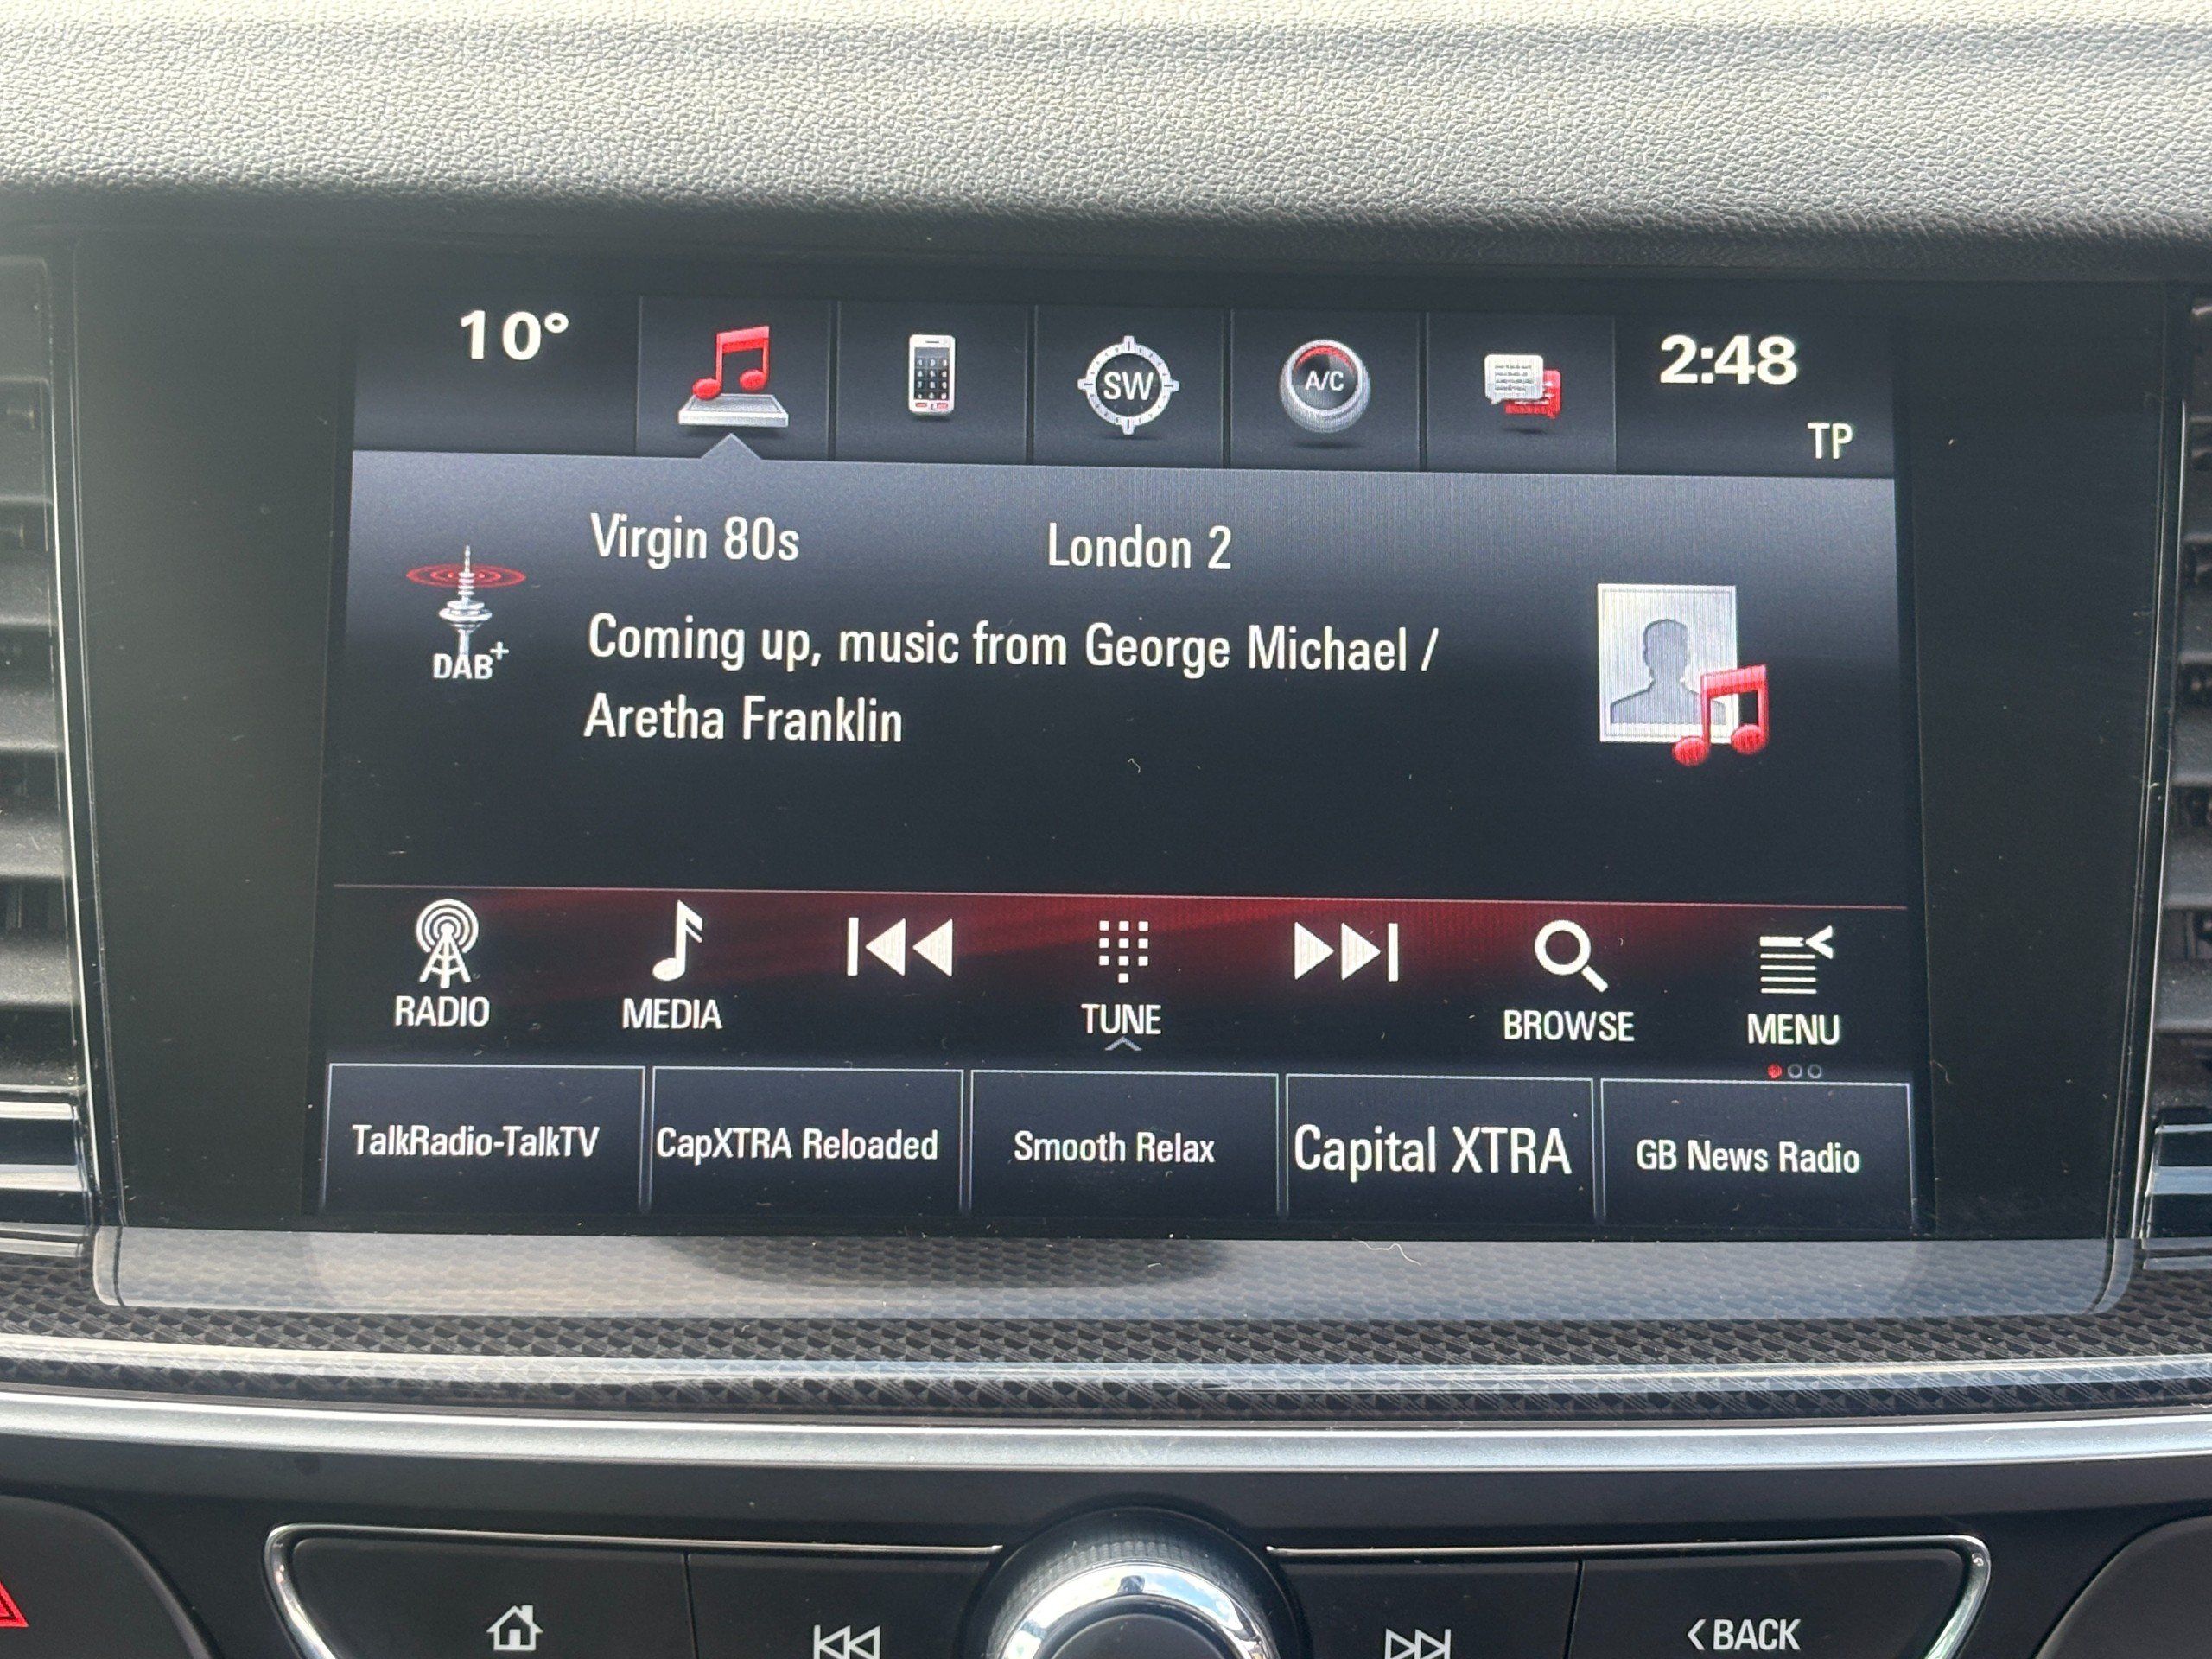 10°
SW
A/C
2:48
TP
Virgin 80s London 2
DAB+
Coming up, music from George Michael /
Aretha Franklin
RADIO
MEDIA
TUNE
BROWSE
MENU
TalkRadio-TalkTV
CapXTRA Reloaded
Smooth Relax
Capital XTRA
GB News Radio
BACK